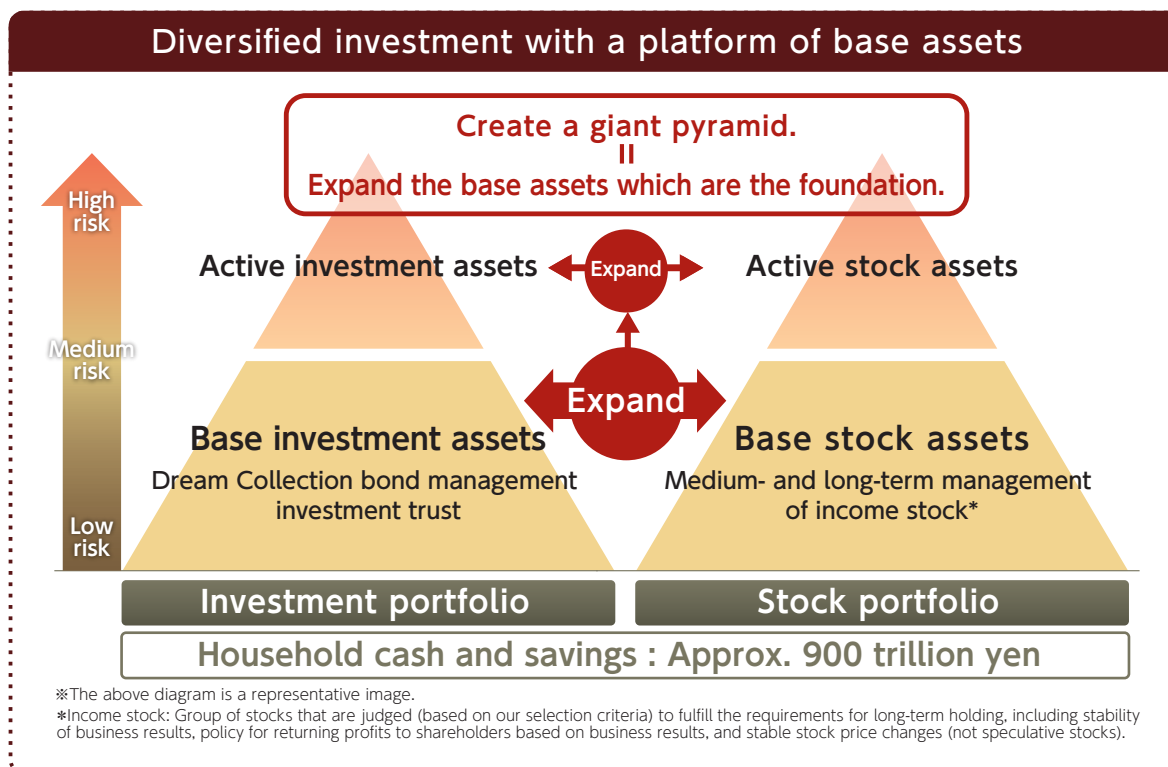 Diversified investment with a platform of base assets
Create a giant pyramid.
=
Expand the base assets which are the foundation.
High
risk
Active investment assets
Expand
Active stock assets
Medium
risk
Expand
Base investment assets
Dream Collection bond management
investment trust
Base stock assets
Medium- and long-term management
of income stock*
Low
risk
Investment portfolio
Stock portfolio
Household cash and savings : Approx. 900 trillion yen
※The above diagram is a representative image.
*Income stock: Group of stocks that are judged (based on our selection criteria) to fulfill the requirements for long-term holding, including stability
of business results, policy for returning profits to shareholders based on business results, and stable stock price changes (not speculative stocks).